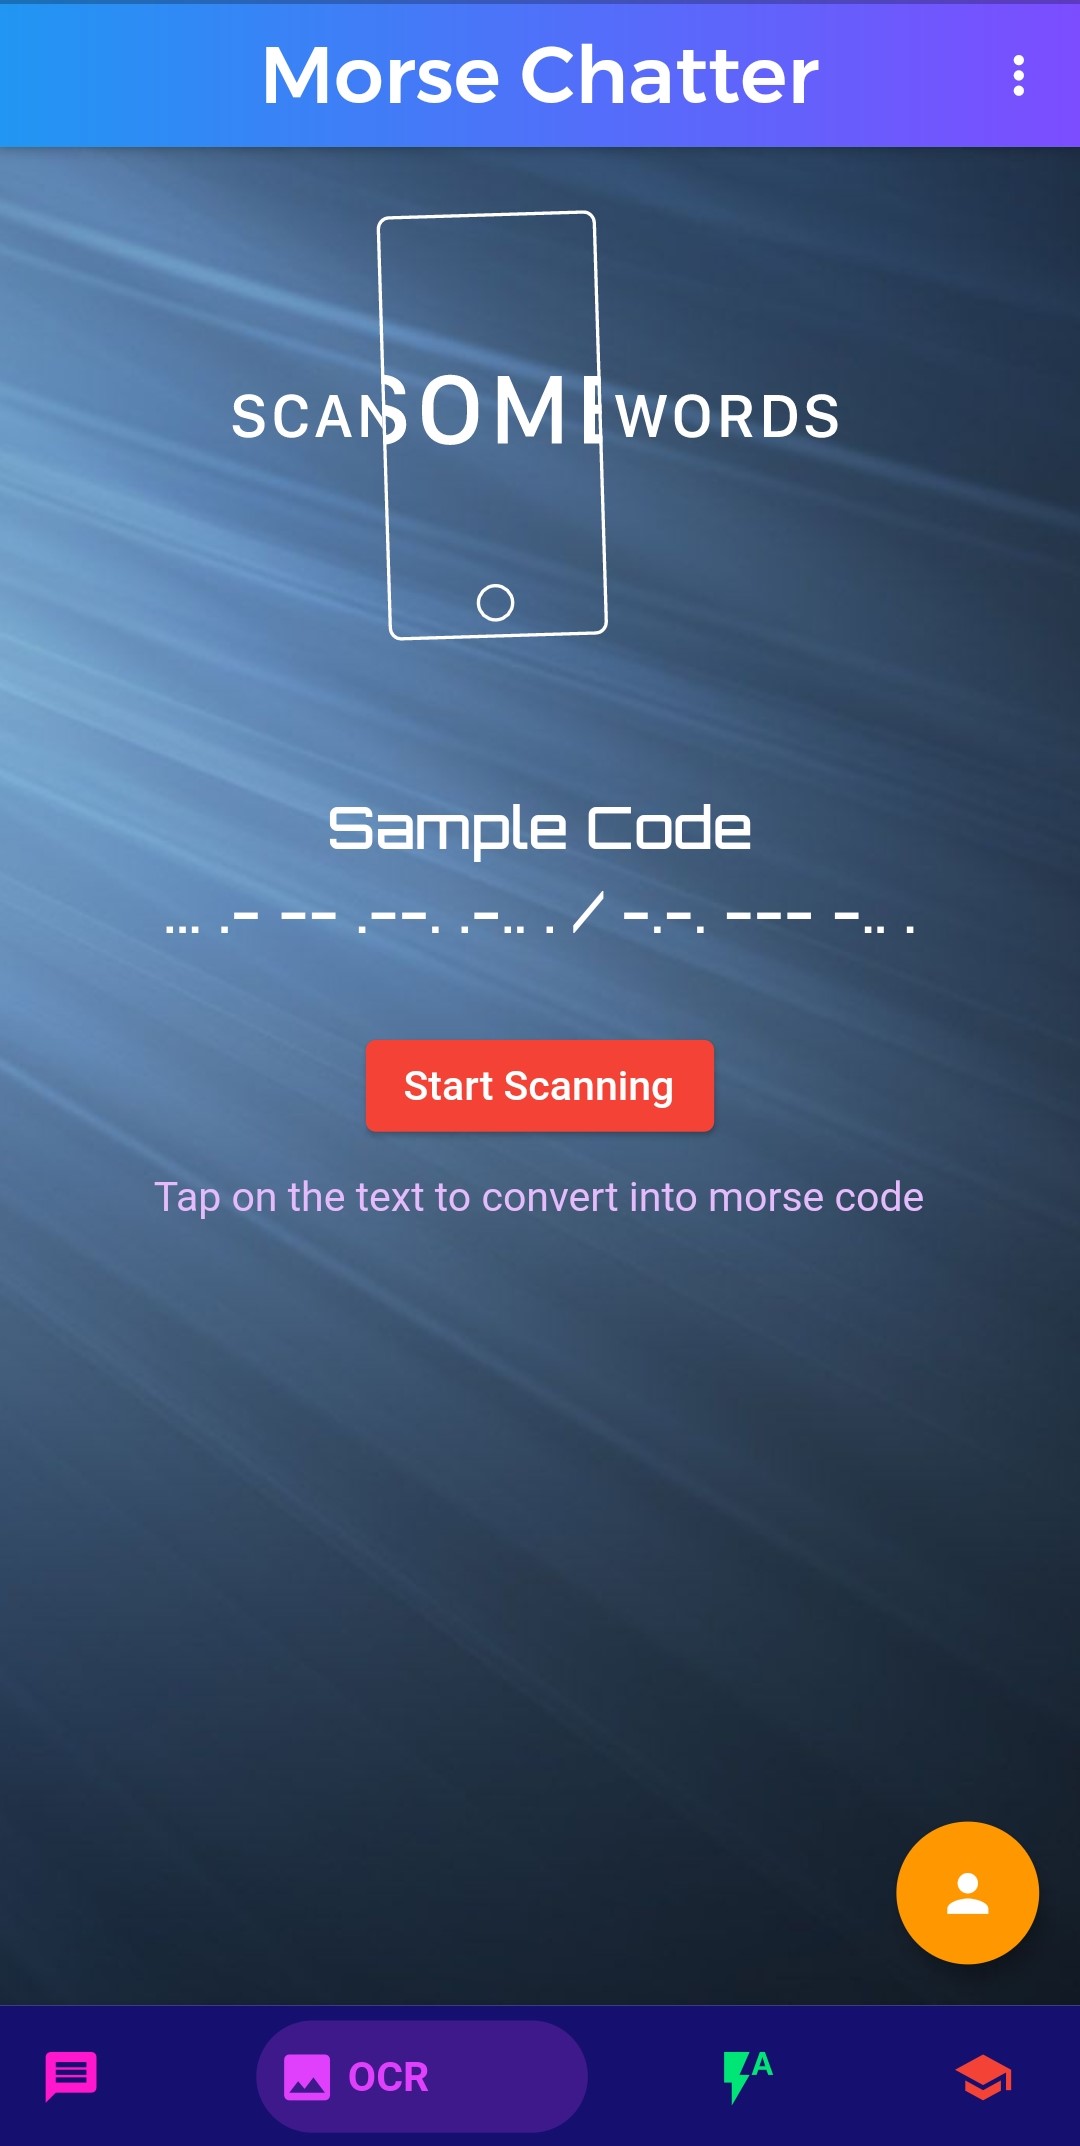 Morse Chatter
SCAN SOME WORDS
Sample Code
... .- -- .--. .-.. . / -.-. --- -.. .
Start Scanning
Tap on the text to convert into morse code
A
OCR